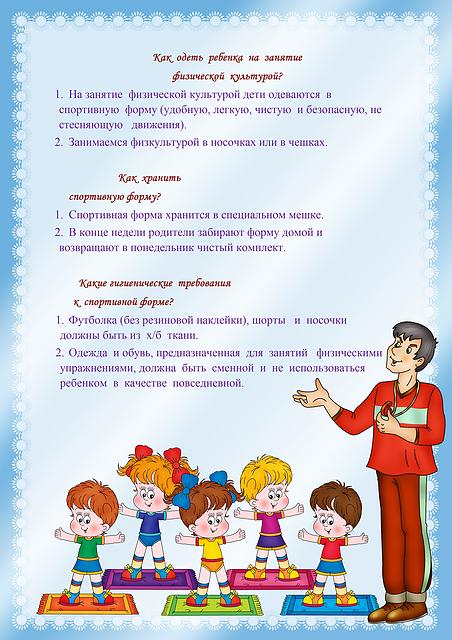 Как одеть ребенка на занятие
физической культурой?
1. На занятие физической культурой дети одеваются в
спортивную форму (удобную, легкую, чистую и безопасную, не
стесняющую движения).
2. Занимаемся физкультурой в носочках или в чешках.
Как хранить
спортивную форму?
1. Спортивная форма хранится в специальном мешке.
2. В конце недели родители забирают форму домой и
возвращают в понедельник чистый комплект.
Какие гигиенические требования
к спортивной форме?
1. Футболка (без резиновой наклейки), шорты и носочки
должны быть из х/б ткани.
2. Одежда и обувь, предназначенная для занятий физическими
упражнениями, должна быть сменной и не использоваться
ребенком в качестве повседневной.